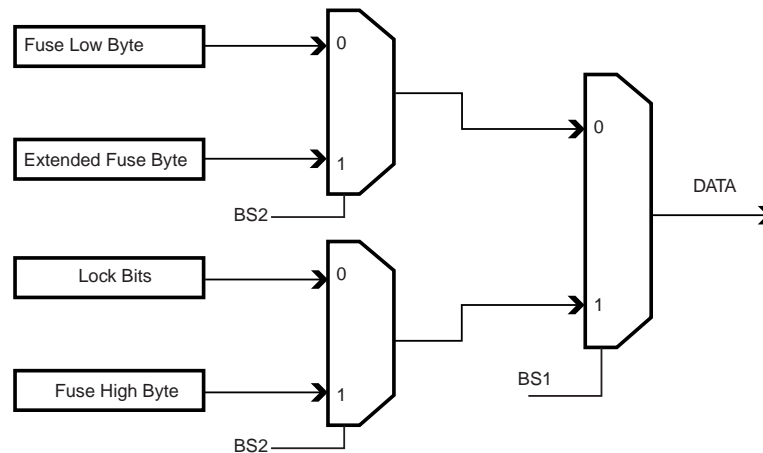 Fuse Low Byte
0
Extended Fuse Byte
1
BS2
0
DATA
Lock Bits
0
1
Fuse High Byte
1
BS1
BS2